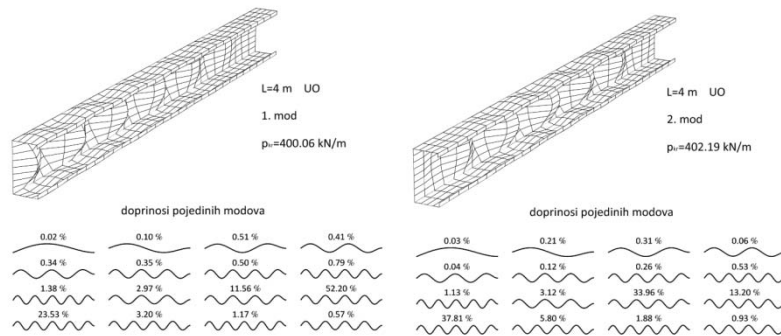 L=4 m UO
1. mod
pₖᵣ=400.06 kN/m
doprinosi pojedinih modova
0.02 % 0.10 % 0.51 % 0.41 %
0.34 % 0.35 % 0.50 % 0.79 %
1.38 % 2.97 % 11.56 % 52.20 %
23.53 % 3.20 % 1.17 % 0.57 %
L=4 m UO
2. mod
pₖᵣ=402.19 kN/m
doprinosi pojedinih modova
0.03 % 0.21 % 0.31 % 0.06 %
0.04 % 0.12 % 0.26 % 0.53 %
1.13 % 3.12 % 33.96 % 13.20 %
37.81 % 5.80 % 1.88 % 0.93 %